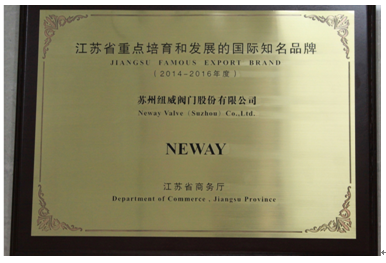 江苏省重点培育和发展的国际知名品牌
JIANGSU FAMOUS EXPORT BRAND
（2014-2016年度）
苏州纽威阀门股份有限公司
Neway Valve (Suzhou) Co.,Ltd.
NEWAY
江苏省商务厅
Department of Commerce, Jiangsu Province